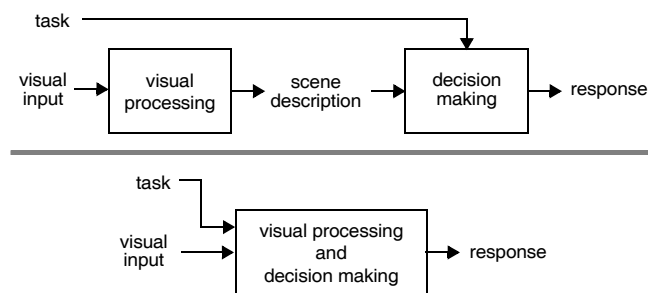 task
visual input
visual processing
scene description
decision making
response
task
visual input
visual processing
and
decision making
response